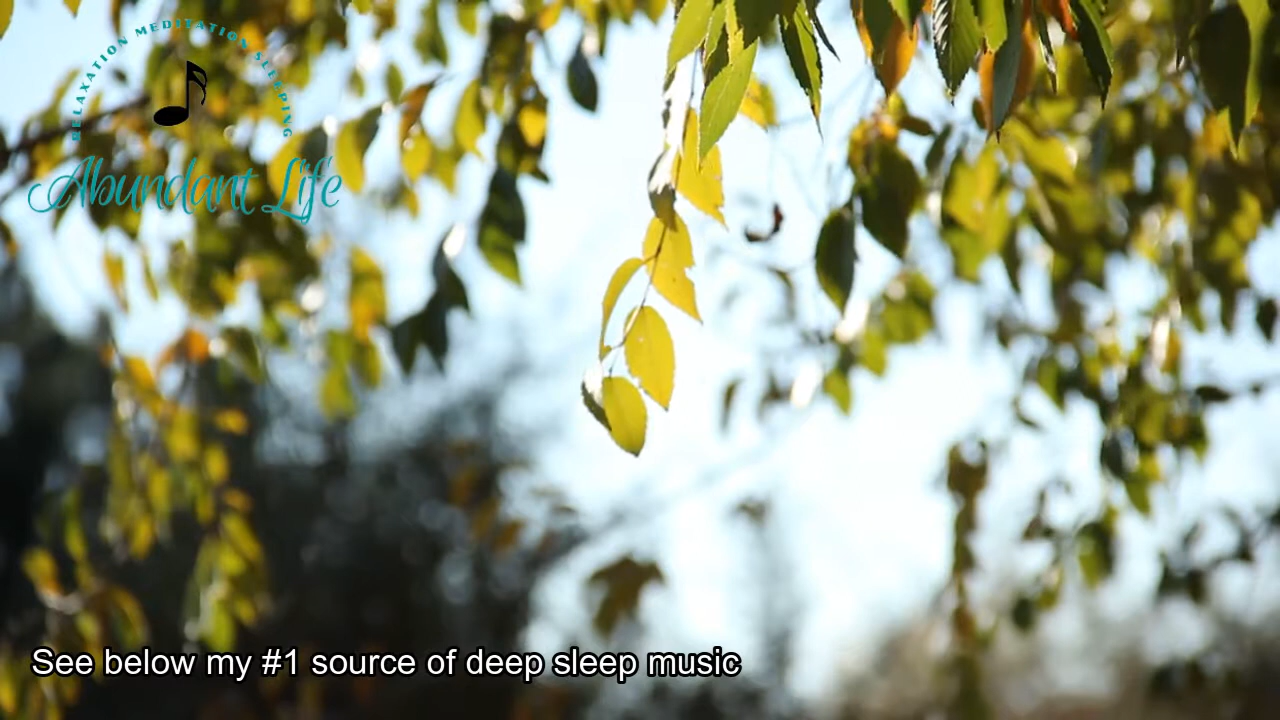 RELAXATION MEDITATION SLEEPING
Abundant Life
See below my #1 source of deep sleep music